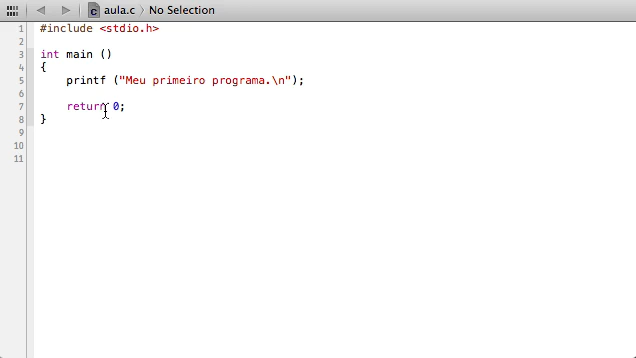 aula.c 〉 No Selection
1 #include <stdio.h>
2
3 int main ()
4 {
5 printf ("Meu primeiro programa.\n");
6
7 return 0;
8 }
9
10
11